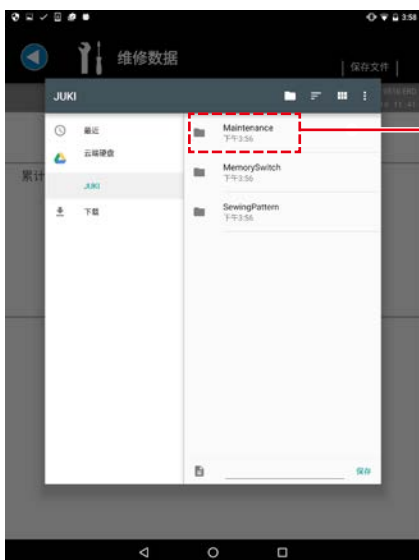 3:58
维修数据
保存文件
JUKI
最近
云端硬盘
JUKI
下载
Maintenance
下午3:56
MemorySwitch
下午3:56
SewingPattern
下午3:56
累计
保存